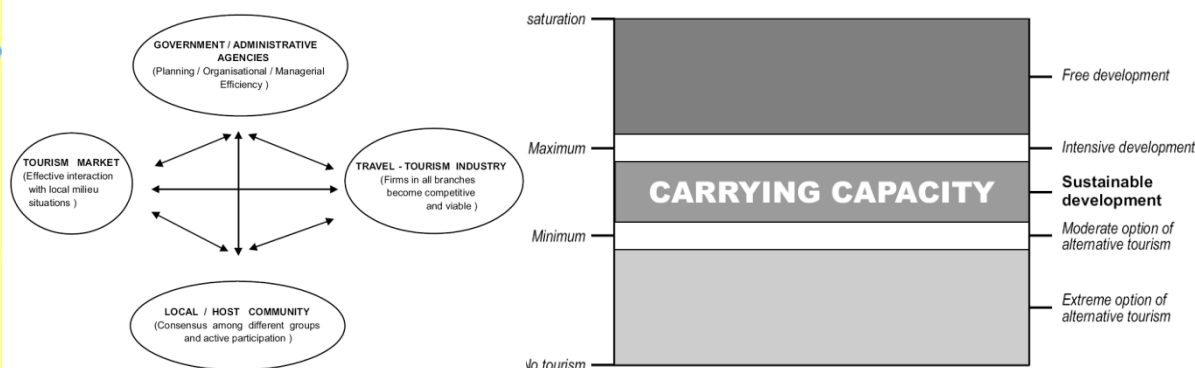 GOVERNMENT / ADMINISTRATIVE
AGENCIES
(Planning / Organisational / Managerial
Efficiency )
TOURISM MARKET
(Effective interaction
with local milieu
situations )
TRAVEL - TOURISM INDUSTRY
(Firms in all branches
become competitive
and viable )
LOCAL / HOST COMMUNITY
(Consensus among different groups
and active participation )
saturation
Free development
Maximum
Intensive development
CARRYING CAPACITY
Sustainable
development
Minimum
Moderate option of
alternative tourism
Extreme option of
alternative tourism
No tourism